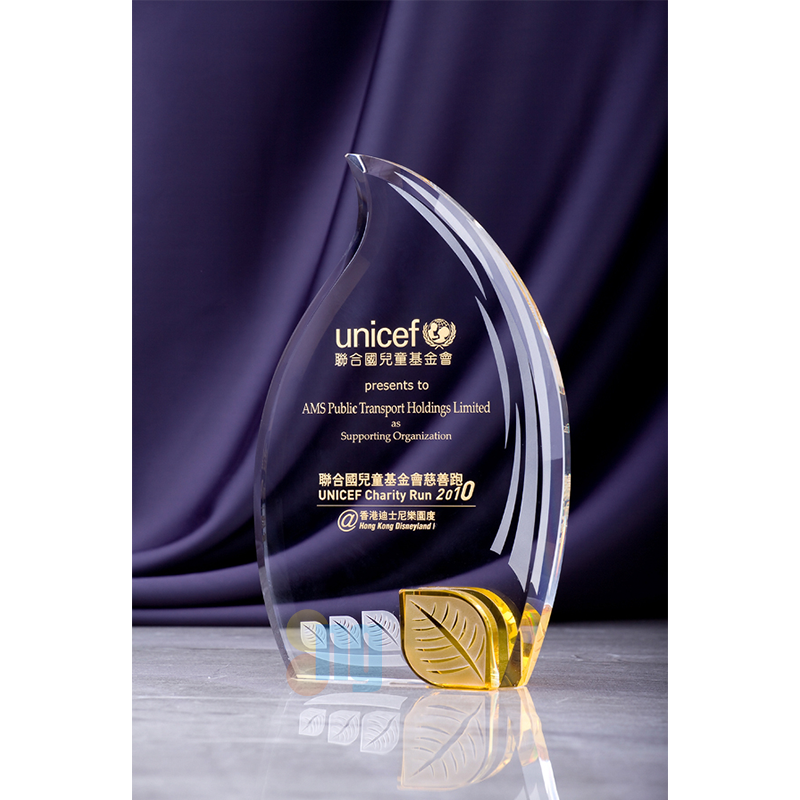 unicef
聯合國兒童基金會
presents to
AMS Public Transport Holdings Limited
as
Supporting Organization
聯合國兒童基金會慈善跑
UNICEF Charity Run 2010
@香港迪士尼樂園度
Hong Kong Disneyland !